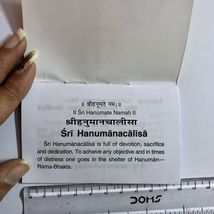 ॥ श्रीहनुमते नमः ॥
॥ Śrī Hanumate Namaḥ ॥
श्रीहनुमानचालीसा
Śrī Hanumānacālīsā
Śrī Hanumānacālīsā is full of devotion, sacrifice
and dedication. To achieve any objective and in times
of distress one goes in the shelter of Hanumān—
Rāma-Bhakta.
DOMS